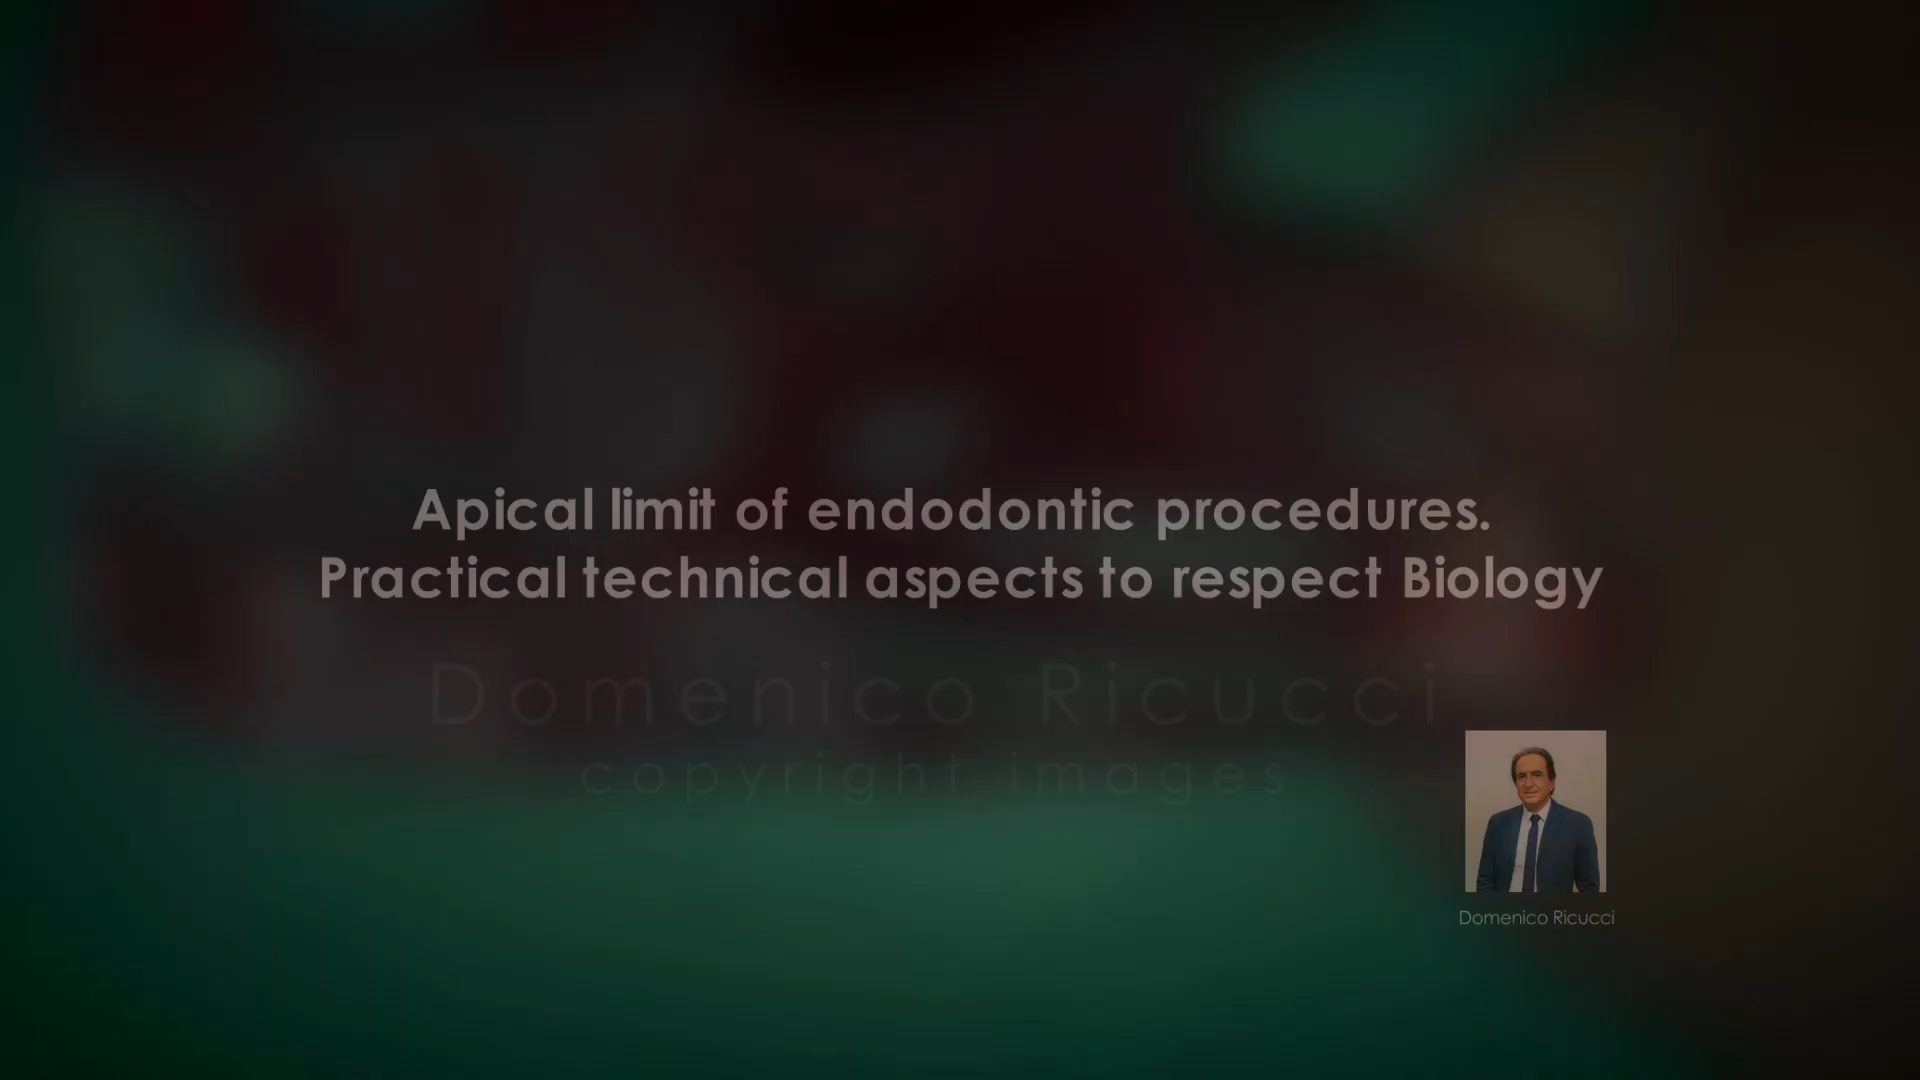 Apical limit of endodontic procedures.
Practical technical aspects to respect Biology
Domenico Ricucci
copyright images
Domenico Ricucci